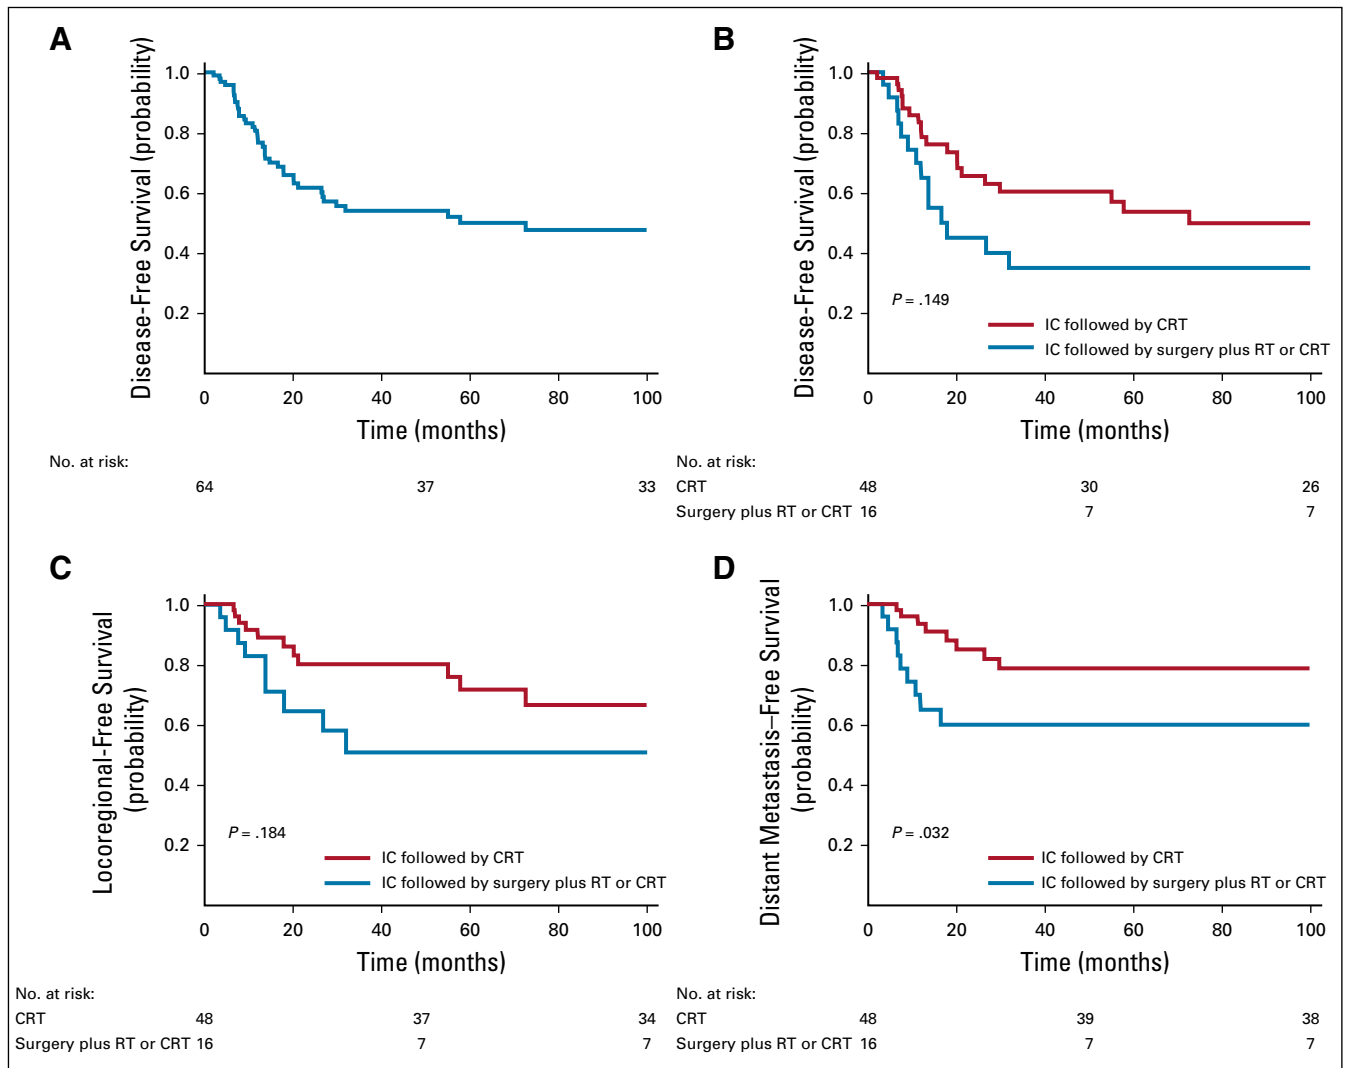 A
Disease-Free Survival (probability)
1.0
0.8
0.6
0.4
0.2
0 20 40 60 80 100
Time (months)
No. at risk:
64 37 33
B
Disease-Free Survival (probability)
1.0
0.8
0.6
0.4
0.2
P = .149
IC followed by CRT
IC followed by surgery plus RT or CRT
0 20 40 60 80 100
Time (months)
No. at risk:
CRT 48 30 26
Surgery plus RT or CRT 16 7 7
C
Locoregional-Free Survival
(probability)
1.0
0.8
0.6
0.4
0.2
P = .184
IC followed by CRT
IC followed by surgery plus RT or CRT
0 20 40 60 80 100
Time (months)
No. at risk:
CRT 48 37 34
Surgery plus RT or CRT 16 7 7
D
Distant Metastasis–Free Survival
(probability)
1.0
0.8
0.6
0.4
0.2
P = .032
IC followed by CRT
IC followed by surgery plus RT or CRT
0 20 40 60 80 100
Time (months)
No. at risk:
CRT 48 39 38
Surgery plus RT or CRT 16 7 7